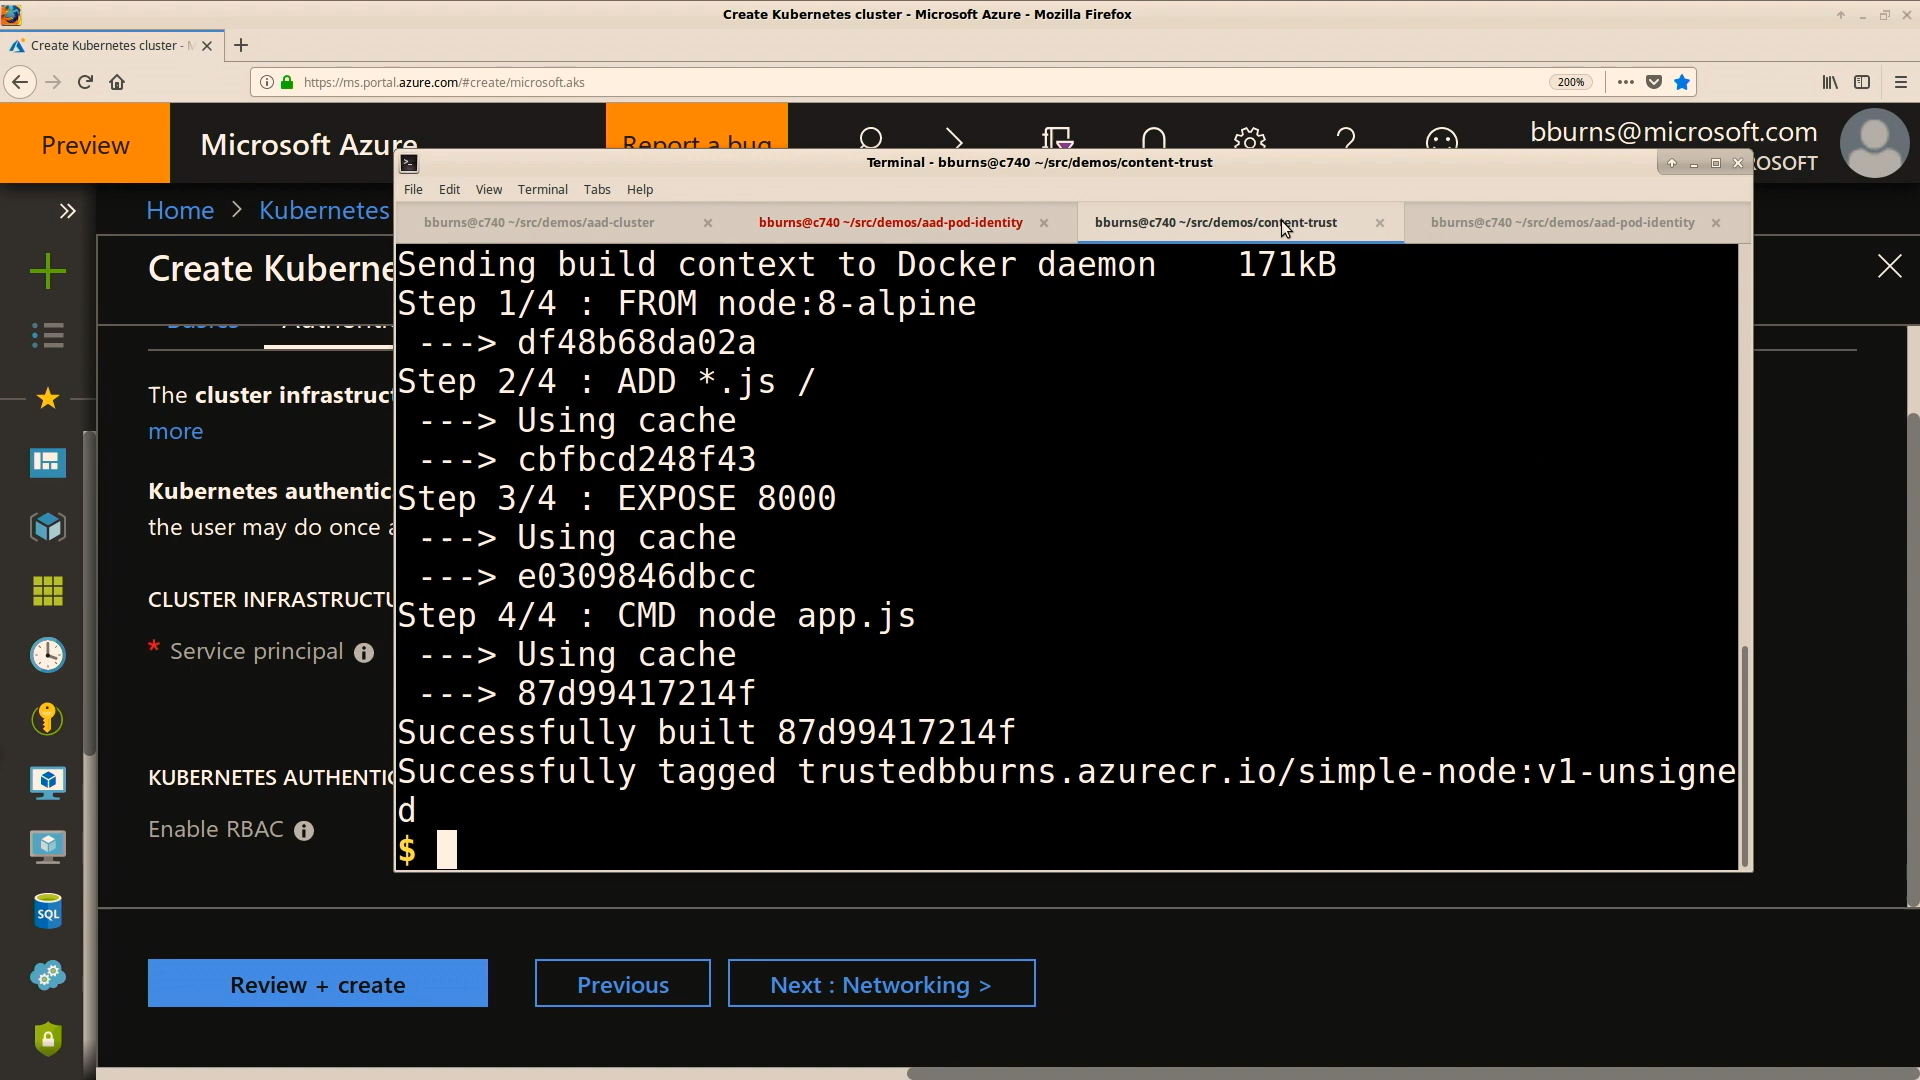 Create Kubernetes cluster - Microsoft Azure - Mozilla Firefox
Create Kubernetes cluster -
https://ms.portal.azure.com/#create/microsoft.aks
200%
Preview
Microsoft Azure
Report a bug
bburns@microsoft.com
OSOFT
Terminal - bburns@c740 ~/src/demos/content-trust
File Edit View Terminal Tabs Help
bburns@c740 ~/src/demos/aad-cluster
bburns@c740 ~/src/demos/aad-pod-identity
bburns@c740 ~/src/demos/content-trust
bburns@c740 ~/src/demos/aad-pod-identity
Home > Kubernetes
Create Kuberne
Basics
Authenti
The cluster infrastruc
more
Kubernetes authentic
the user may do once a
CLUSTER INFRASTRUCTU
* Service principal
KUBERNETES AUTHENTIC
Enable RBAC
Sending build context to Docker daemon    171kB
Step 1/4 : FROM node:8-alpine
 ---> df48b68da02a
Step 2/4 : ADD *.js /
 ---> Using cache
 ---> cbfbcd248f43
Step 3/4 : EXPOSE 8000
 ---> Using cache
 ---> e0309846dbcc
Step 4/4 : CMD node app.js
 ---> Using cache
 ---> 87d99417214f
Successfully built 87d99417214f
Successfully tagged trustedbburns.azurecr.io/simple-node:v1-unsigne
d
$
SQL
Review + create
Previous
Next : Networking >